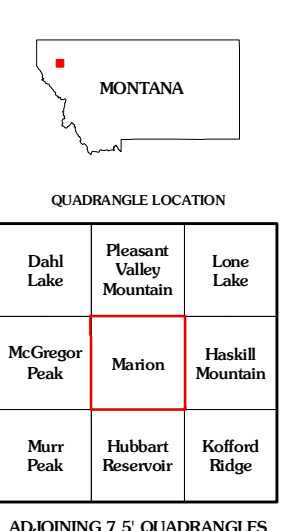 MONTANA
QUADRANGLE LOCATION
Dahl
Lake
Pleasant
Valley
Mountain
Lone
Lake
McGregor
Peak
Marion
Haskill
Mountain
Murr
Peak
Hubbart
Reservoir
Kofford
Ridge
ADJOINING 7.5' QUADRANGLES